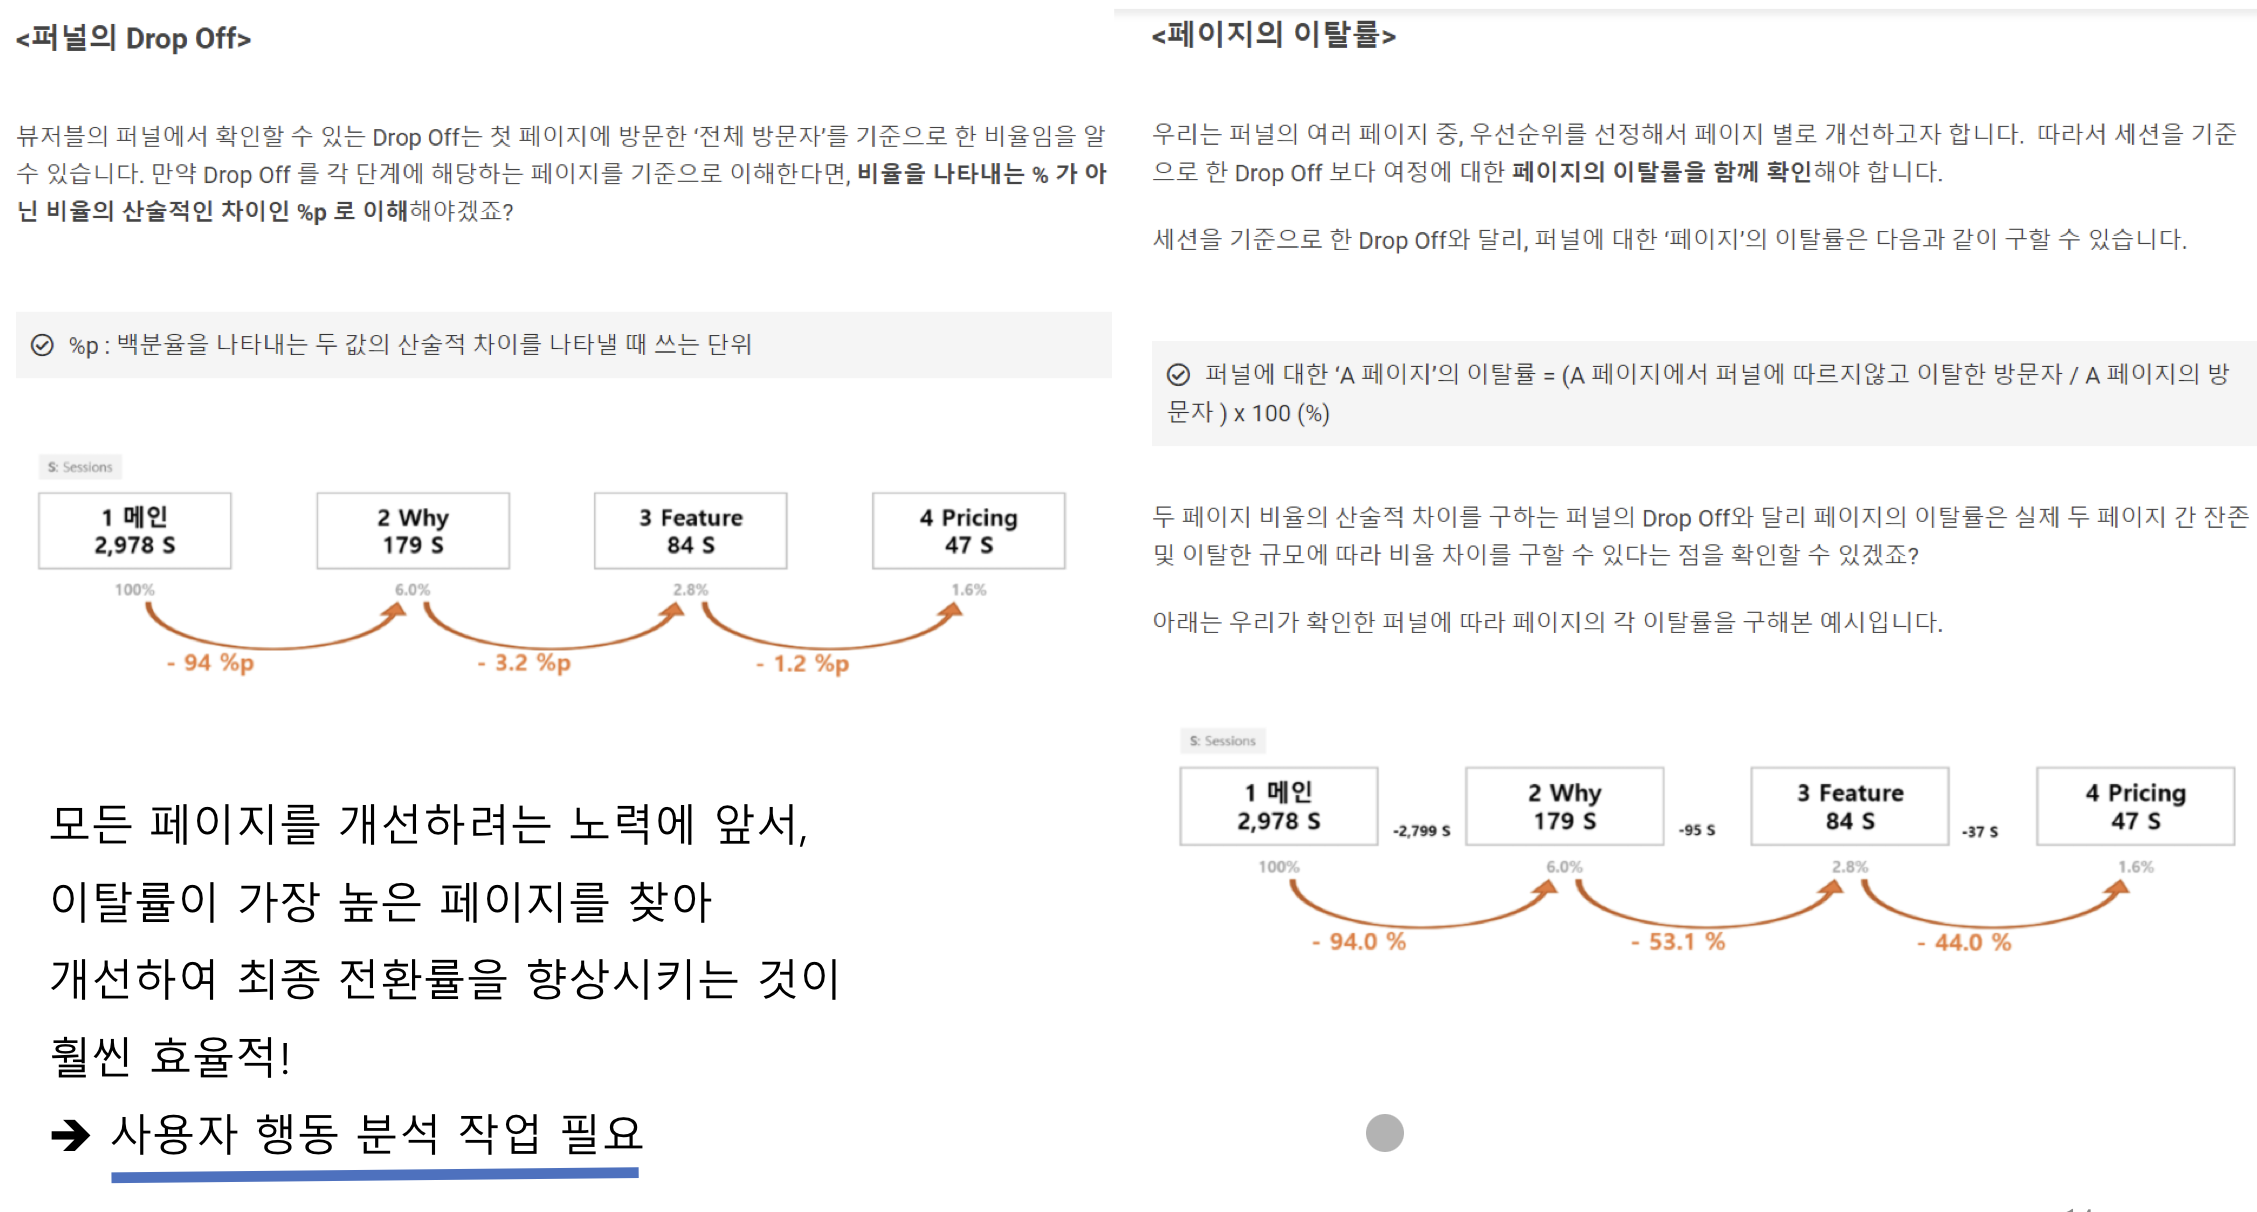 <퍼널의 Drop Off>
뷰저블의 퍼널에서 확인할 수 있는 Drop Off는 첫 페이지에 방문한 ‘전체 방문자’를 기준으로 한 비율임을 알
수 있습니다. 만약 Drop Off 를 각 단계에 해당하는 페이지를 기준으로 이해한다면, 비율을 나타내는 % 가 아
닌 비율의 산술적인 차이인 %p 로 이해해야겠죠?
%p : 백분율을 나타내는 두 값의 산술적 차이를 나타낼 때 쓰는 단위
S: Sessions
1 메인
2,978 S
2 Why
179 S
3 Feature
84 S
4 Pricing
47 S
100%
6.0%
2.8%
1.6%
- 94 %p
- 3.2 %p
- 1.2 %p
모든 페이지를 개선하려는 노력에 앞서,
이탈률이 가장 높은 페이지를 찾아
개선하여 최종 전환률을 향상시키는 것이
훨씬 효율적!
➔ 사용자 행동 분석 작업 필요
<페이지의 이탈률>
우리는 퍼널의 여러 페이지 중, 우선순위를 선정해서 페이지 별로 개선하고자 합니다. 따라서 세션을 기준
으로 한 Drop Off 보다 여정에 대한 페이지의 이탈률을 함께 확인해야 합니다.
세션을 기준으로 한 Drop Off와 달리, 퍼널에 대한 ‘페이지’의 이탈률은 다음과 같이 구할 수 있습니다.
퍼널에 대한 ‘A 페이지’의 이탈률 = (A 페이지에서 퍼널에 따르지않고 이탈한 방문자 / A 페이지의 방
문자 ) x 100 (%)
두 페이지 비율의 산술적 차이를 구하는 퍼널의 Drop Off와 달리 페이지의 이탈률은 실제 두 페이지 간 잔존
및 이탈한 규모에 따라 비율 차이를 구할 수 있다는 점을 확인할 수 있겠죠?
아래는 우리가 확인한 퍼널에 따라 페이지의 각 이탈률을 구해본 예시입니다.
S: Sessions
1 메인
2,978 S
-2,799 S
2 Why
179 S
-95 S
3 Feature
84 S
-37 S
4 Pricing
47 S
100%
6.0%
2.8%
1.6%
- 94.0 %
- 53.1 %
- 44.0 %